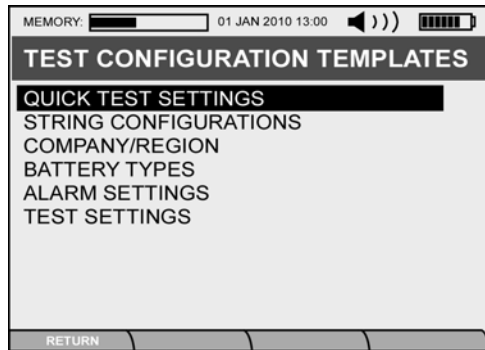 MEMORY: 01 JAN 2010 13:00
TEST CONFIGURATION TEMPLATES
QUICK TEST SETTINGS
STRING CONFIGURATIONS
COMPANY/REGION
BATTERY TYPES
ALARM SETTINGS
TEST SETTINGS
RETURN